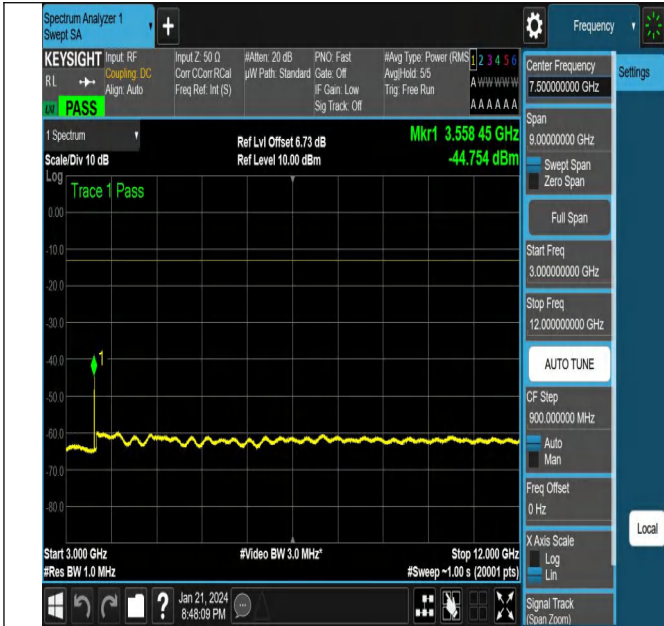 Spectrum Analyzer 1
Swept SA
+
Frequency
KEYSIGHT
RL
LXI
PASS
Input: RF
Coupling: DC
Align: Auto
Input Z: 50 Ω
Corr CCorr RCal
Freq Ref: Int (S)
#Atten: 20 dB
µW Path: Standard
PNO: Fast
Gate: Off
IF Gain: Low
Sig Track: Off
#Avg Type: Power (RMS
Avg|Hold: 5/5
Trig: Free Run
1 2 3 4 5 6
A W W W W W
A A A A A A
1 Spectrum
Scale/Div 10 dB
Ref Lvl Offset 6.73 dB
Ref Level 10.00 dBm
Mkr1 3.558 45 GHz
-44.754 dBm
Log
Trace 1 Pass
0.00
-10.0
-20.0
-30.0
-40.0
-50.0
-60.0
-70.0
-80.0
1
Start 3.000 GHz
#Res BW 1.0 MHz
#Video BW 3.0 MHz*
Stop 12.000 GHz
#Sweep ~1.00 s (20001 pts)
?
Jan 21, 2024
8:48:09 PM
Center Frequency
7.500000000 GHz
Settings
Span
9.00000000 GHz
Swept Span
Zero Span
Full Span
Start Freq
3.000000000 GHz
Stop Freq
12.000000000 GHz
AUTO TUNE
CF Step
900.000000 MHz
Auto
Man
Freq Offset
0 Hz
X Axis Scale
Log
Lin
Signal Track
(Span Zoom)
Local